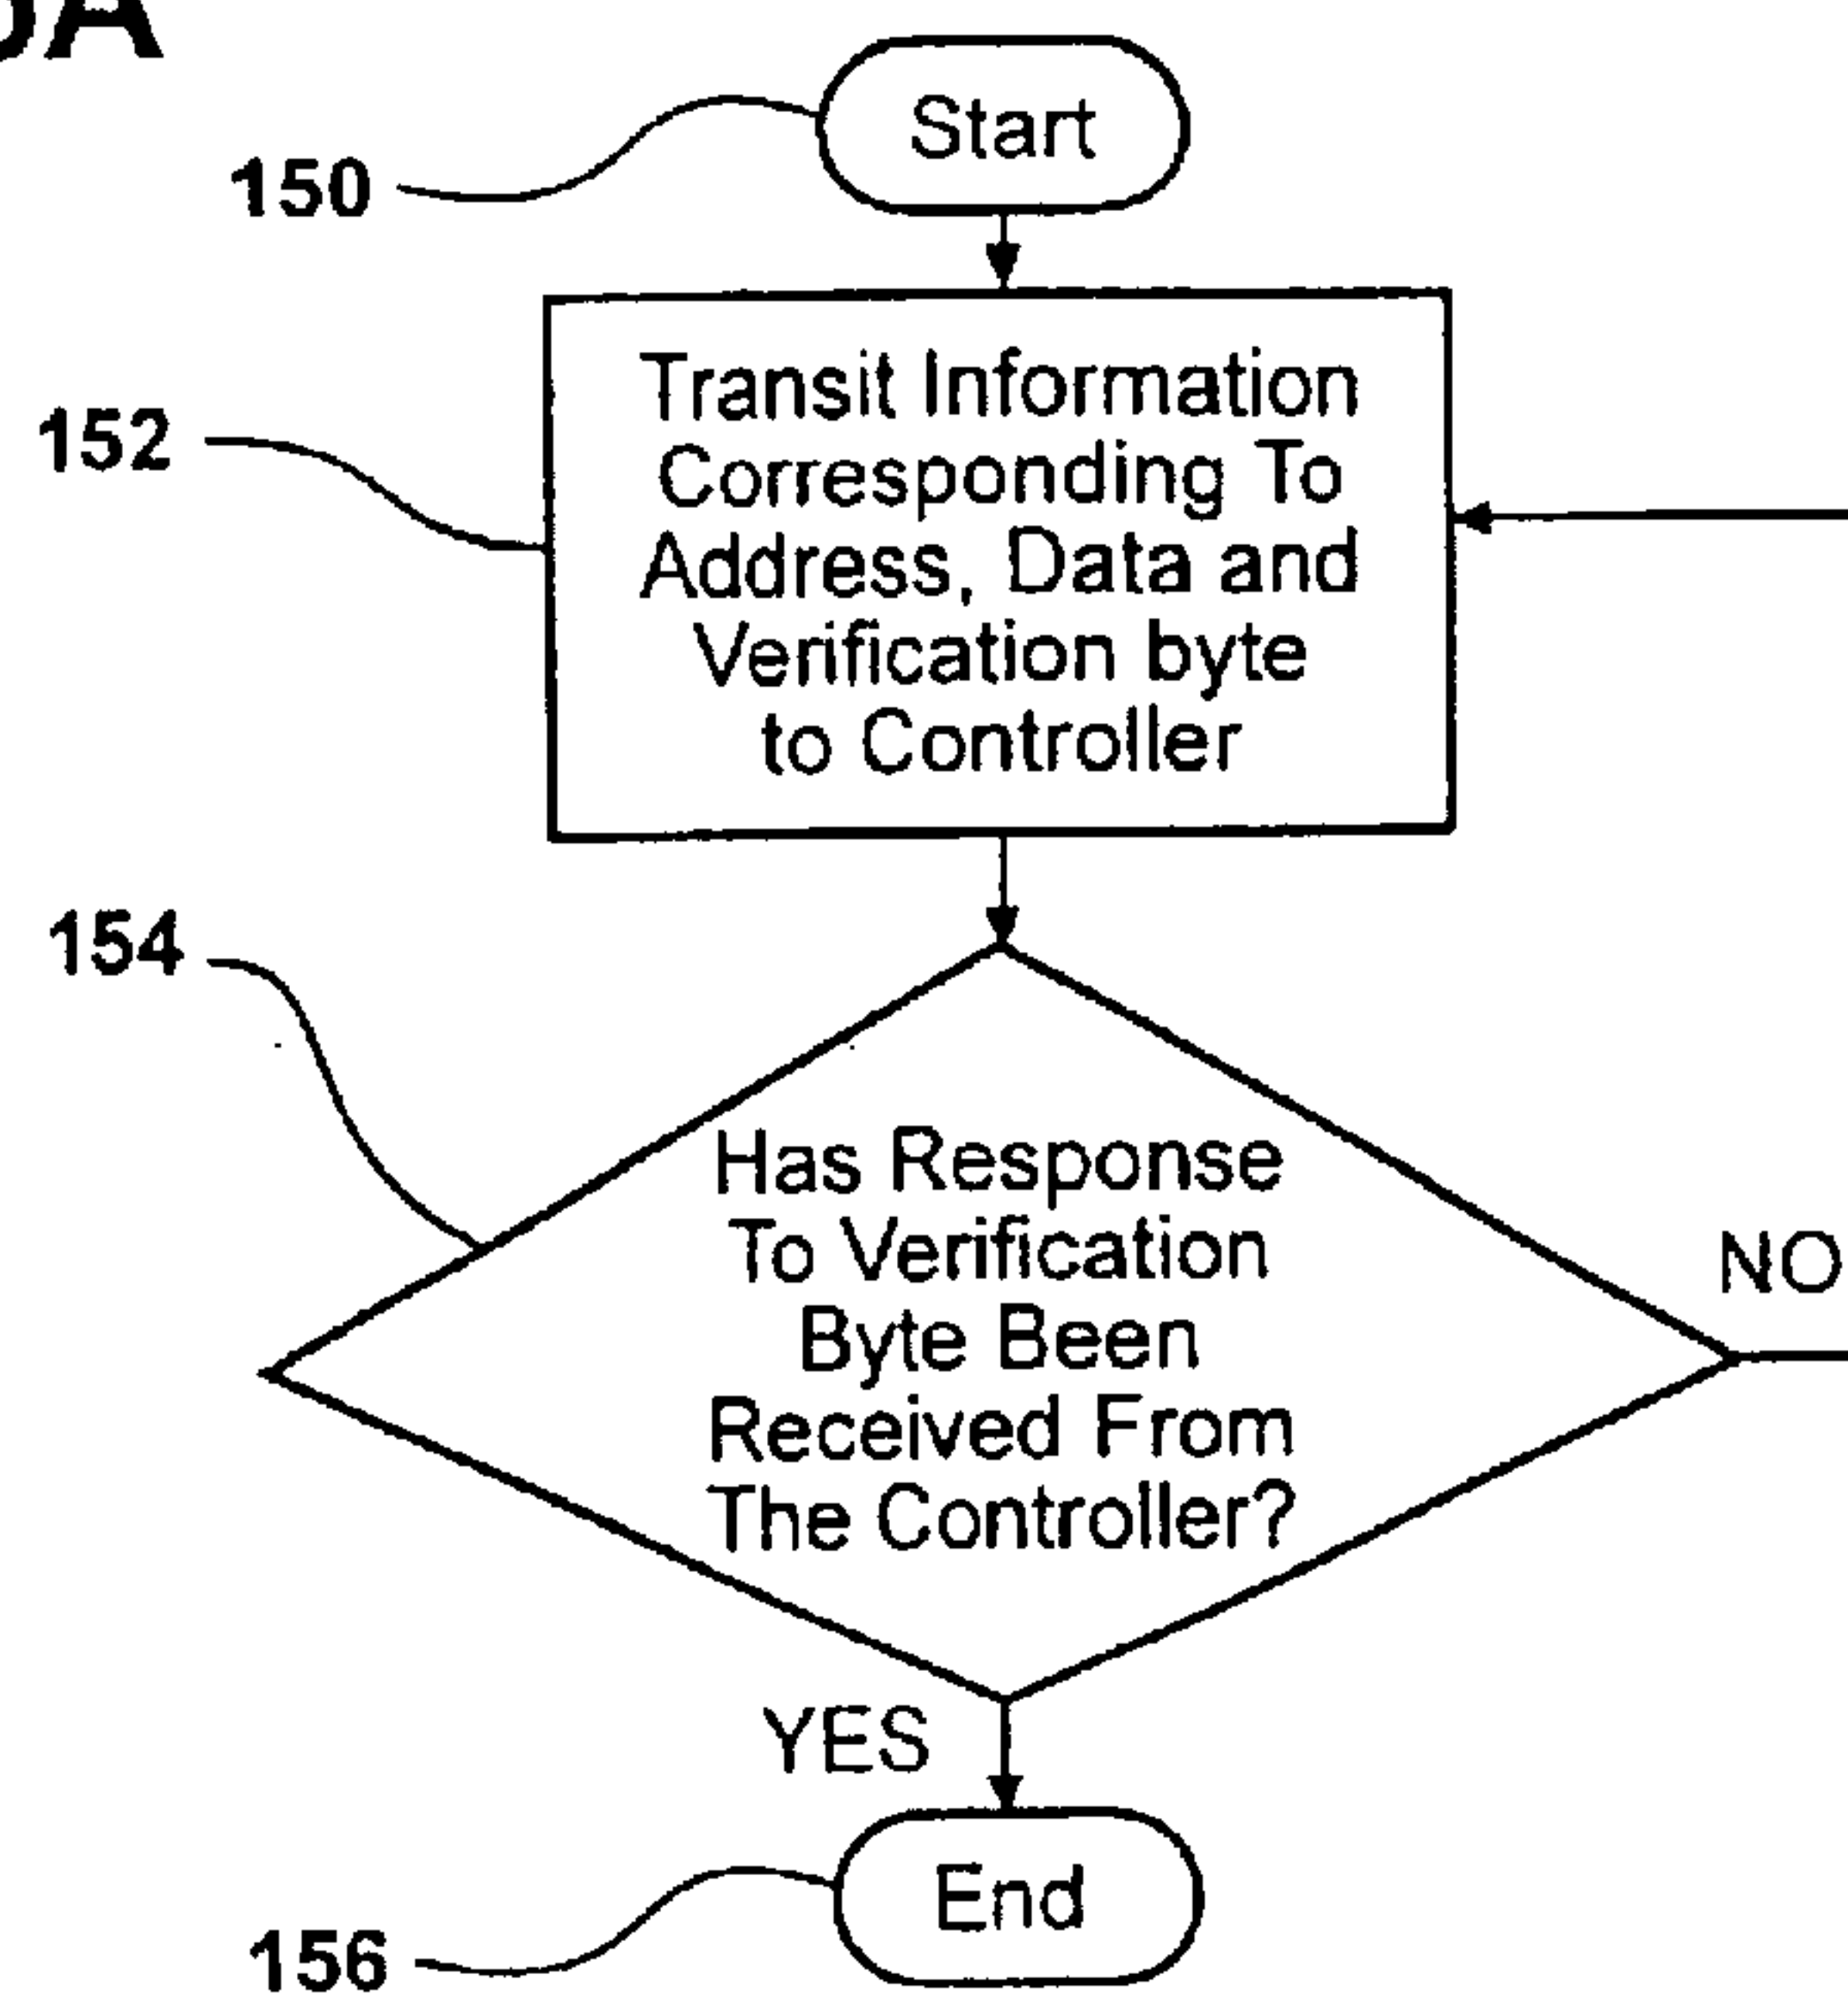 Start
150
Transit Information
152
Corresponding To
Address, Data and
Verification byte
to Controller
154
Has Response
To Verification
NO
Byte Been
Received From
The Controller?
YES
End
156